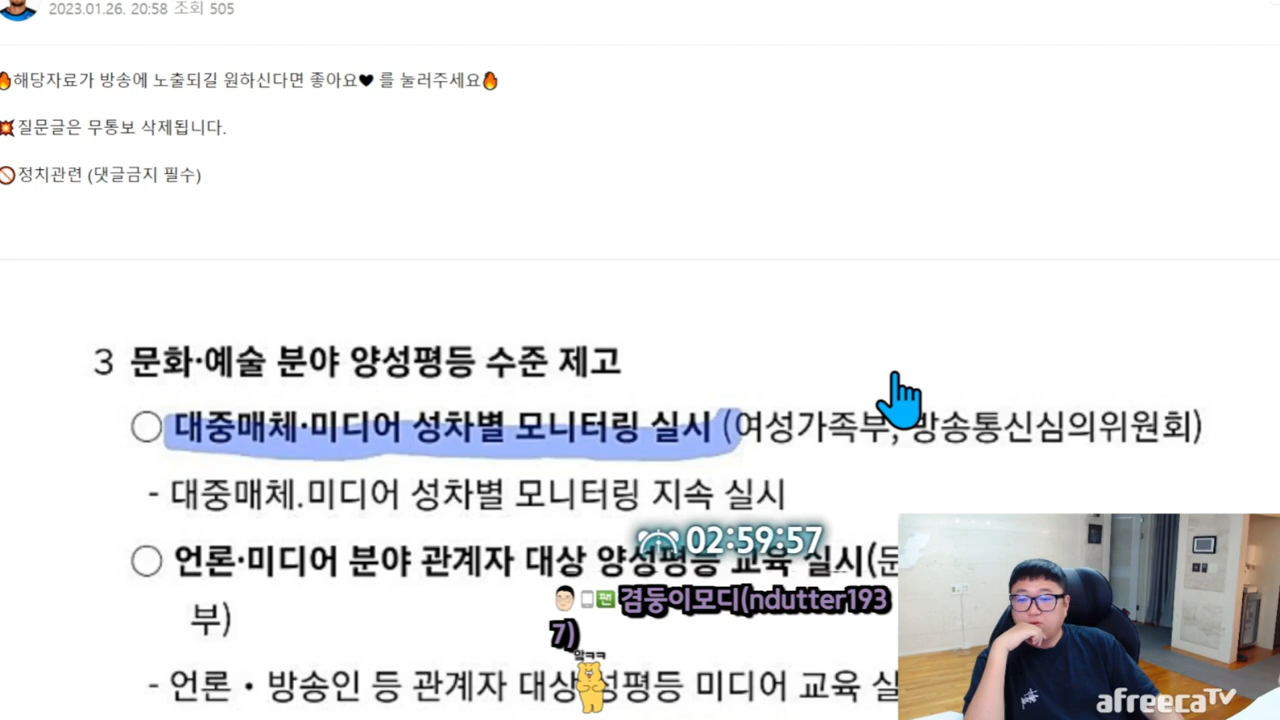 2023.01.26. 20:58 조회 505
🔥해당자료가 방송에 노출되길 원하신다면 좋아요♥ 를 눌러주세요🔥
💥질문글은 무통보 삭제됩니다.
🚫정치관련 (댓글금지 필수)
3 문화·예술 분야 양성평등 수준 제고
○ 대중매체·미디어 성차별 모니터링 실시 (여성가족부, 방송통신심의위원회)
- 대중매체.미디어 성차별 모니터링 지속 실시
02:59:57
○ 언론·미디어 분야 관계자 대상 양성평등 교육 실시(문
부)
팬 겸둥이모디(ndutter193
7)
- 언론・방송인 등 관계자 대상 성평등 미디어 교육 실
afreecaTV